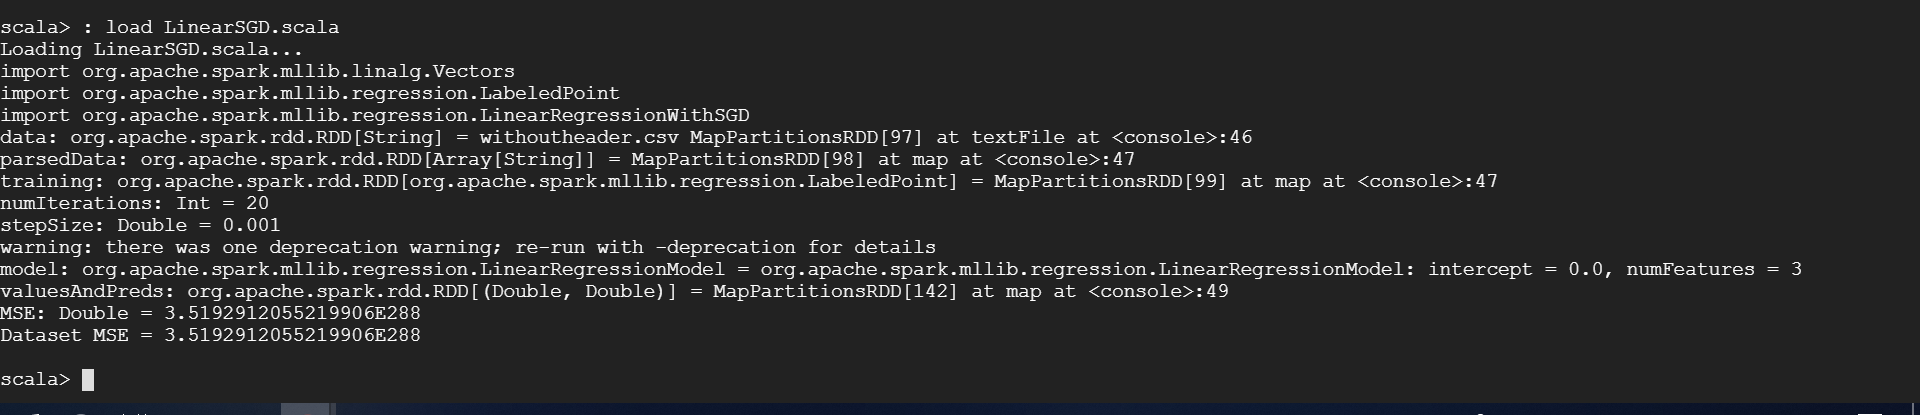 scala> : load LinearSGD.scala
Loading LinearSGD.scala...
import org.apache.spark.mllib.linalg.Vectors
import org.apache.spark.mllib.regression.LabeledPoint
import org.apache.spark.mllib.regression.LinearRegressionWithSGD
data: org.apache.spark.rdd.RDD[String] = withoutheader.csv MapPartitionsRDD[97] at textFile at <console>:46
parsedData: org.apache.spark.rdd.RDD[Array[String]] = MapPartitionsRDD[98] at map at <console>:47
training: org.apache.spark.rdd.RDD[org.apache.spark.mllib.regression.LabeledPoint] = MapPartitionsRDD[99] at map at <console>:47
numIterations: Int = 20
stepSize: Double = 0.001
warning: there was one deprecation warning; re-run with -deprecation for details
model: org.apache.spark.mllib.regression.LinearRegressionModel = org.apache.spark.mllib.regression.LinearRegressionModel: intercept = 0.0, numFeatures = 3
valuesAndPreds: org.apache.spark.rdd.RDD[(Double, Double)] = MapPartitionsRDD[142] at map at <console>:49
MSE: Double = 3.5192912055219906E288
Dataset MSE = 3.5192912055219906E288
scala>